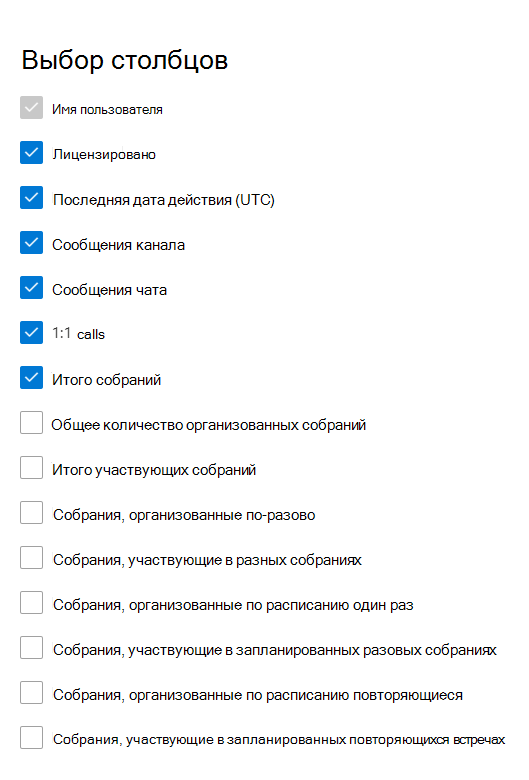 Выбор столбцов
Имя пользователя
Лицензировано
Последняя дата действия (UTC)
Сообщения канала
Сообщения чата
1:1 calls
Итого собраний
Общее количество организованных собраний
Итого участвующих собраний
Собрания, организованные по-разово
Собрания, участвующие в разных собраниях
Собрания, организованные по расписанию один раз
Собрания, участвующие в запланированных разовых собраниях
Собрания, организованные по расписанию повторяющиеся
Собрания, участвующие в запланированных повторяющихся встречах